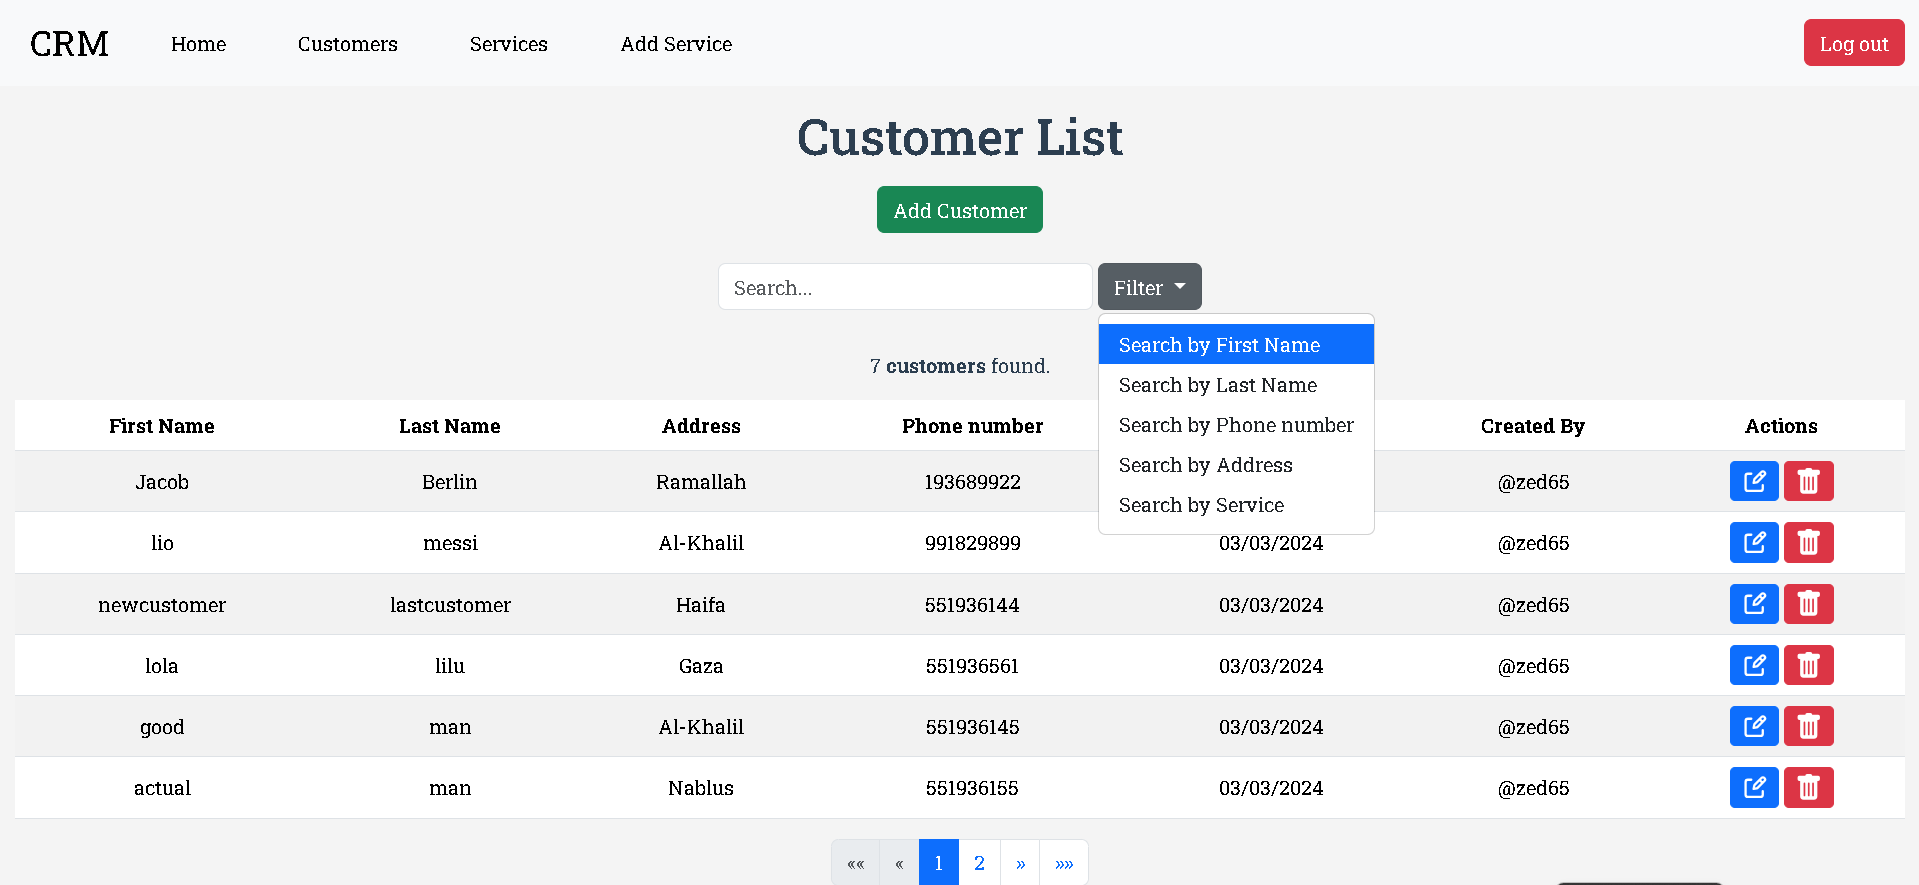 CRM Home Customers Services Add Service Log out
Customer List
Add Customer
Search... Filter
Search by First Name
Search by Last Name
Search by Phone number
Search by Address
Search by Service
7 customers found.
First Name Last Name Address Phone number Created By Actions
Jacob Berlin Ramallah 193689922 @zed65
lio messi Al-Khalil 991829899 03/03/2024 @zed65
newcustomer lastcustomer Haifa 551936144 03/03/2024 @zed65
lola lilu Gaza 551936561 03/03/2024 @zed65
good man Al-Khalil 551936145 03/03/2024 @zed65
actual man Nablus 551936155 03/03/2024 @zed65
«« « 1 2 » »»